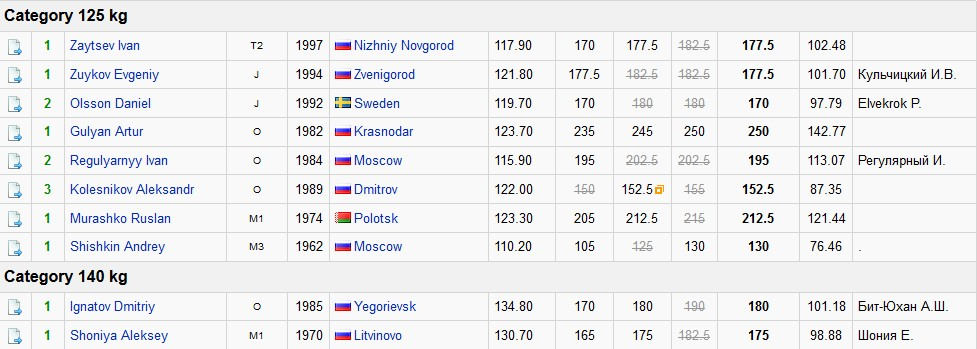 Category 125 kg
1 Zaytsev Ivan T2 1997 Nizhniy Novgorod 117.90 170 177.5 182.5 177.5 102.48
1 Zuykov Evgeniy J 1994 Zvenigorod 121.80 177.5 182.5 182.5 177.5 101.70 Кульчицкий И.В.
2 Olsson Daniel J 1992 Sweden 119.70 170 180 180 170 97.79 Elvekrok P.
1 Gulyan Artur O 1982 Krasnodar 123.70 235 245 250 250 142.77
2 Regulyarnyy Ivan O 1984 Moscow 115.90 195 202.5 202.5 195 113.07 Регулярный И.
3 Kolesnikov Aleksandr O 1989 Dmitrov 122.00 150 152.5 155 152.5 87.35
1 Murashko Ruslan M1 1974 Polotsk 123.30 205 212.5 215 212.5 121.44
1 Shishkin Andrey M3 1962 Moscow 110.20 105 125 130 130 76.46 .
Category 140 kg
1 Ignatov Dmitriy O 1985 Yegorievsk 134.80 170 180 190 180 101.18 Бит-Юхан А.Ш.
1 Shoniya Aleksey M1 1970 Litvinovo 130.70 165 175 182.5 175 98.88 Шония Е.